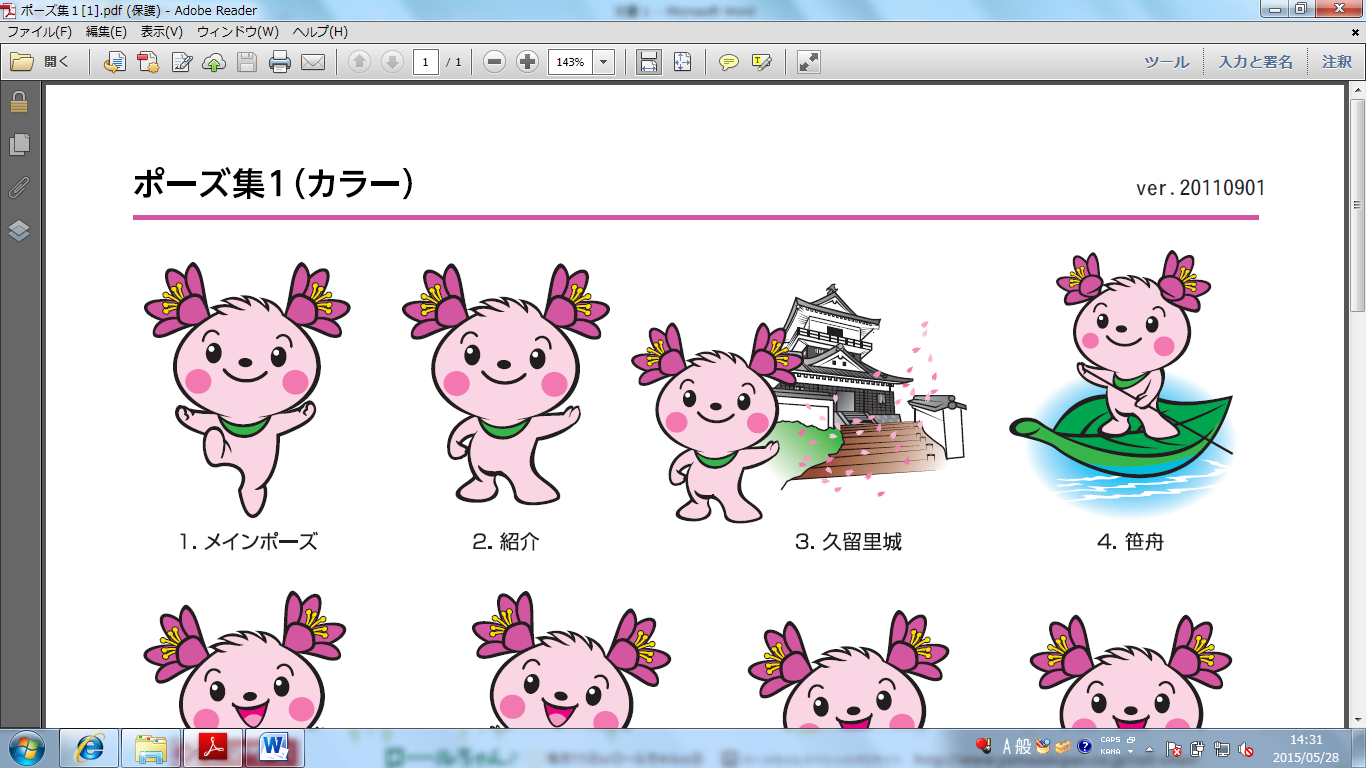 ポーズ集1[1].pdf (保護) - Adobe Reader
ファイル(F) 編集(E) 表示(V) ウィンドウ(W) ヘルプ(H)
開く 1 / 1 143% ツール 入力と署名 注釈
ポーズ集1(カラー)
ver.20110901
1. メインポーズ
2. 紹介
3. 久留里城
4. 笹舟
A 般 CAPS KANA 14:31
2015/05/28